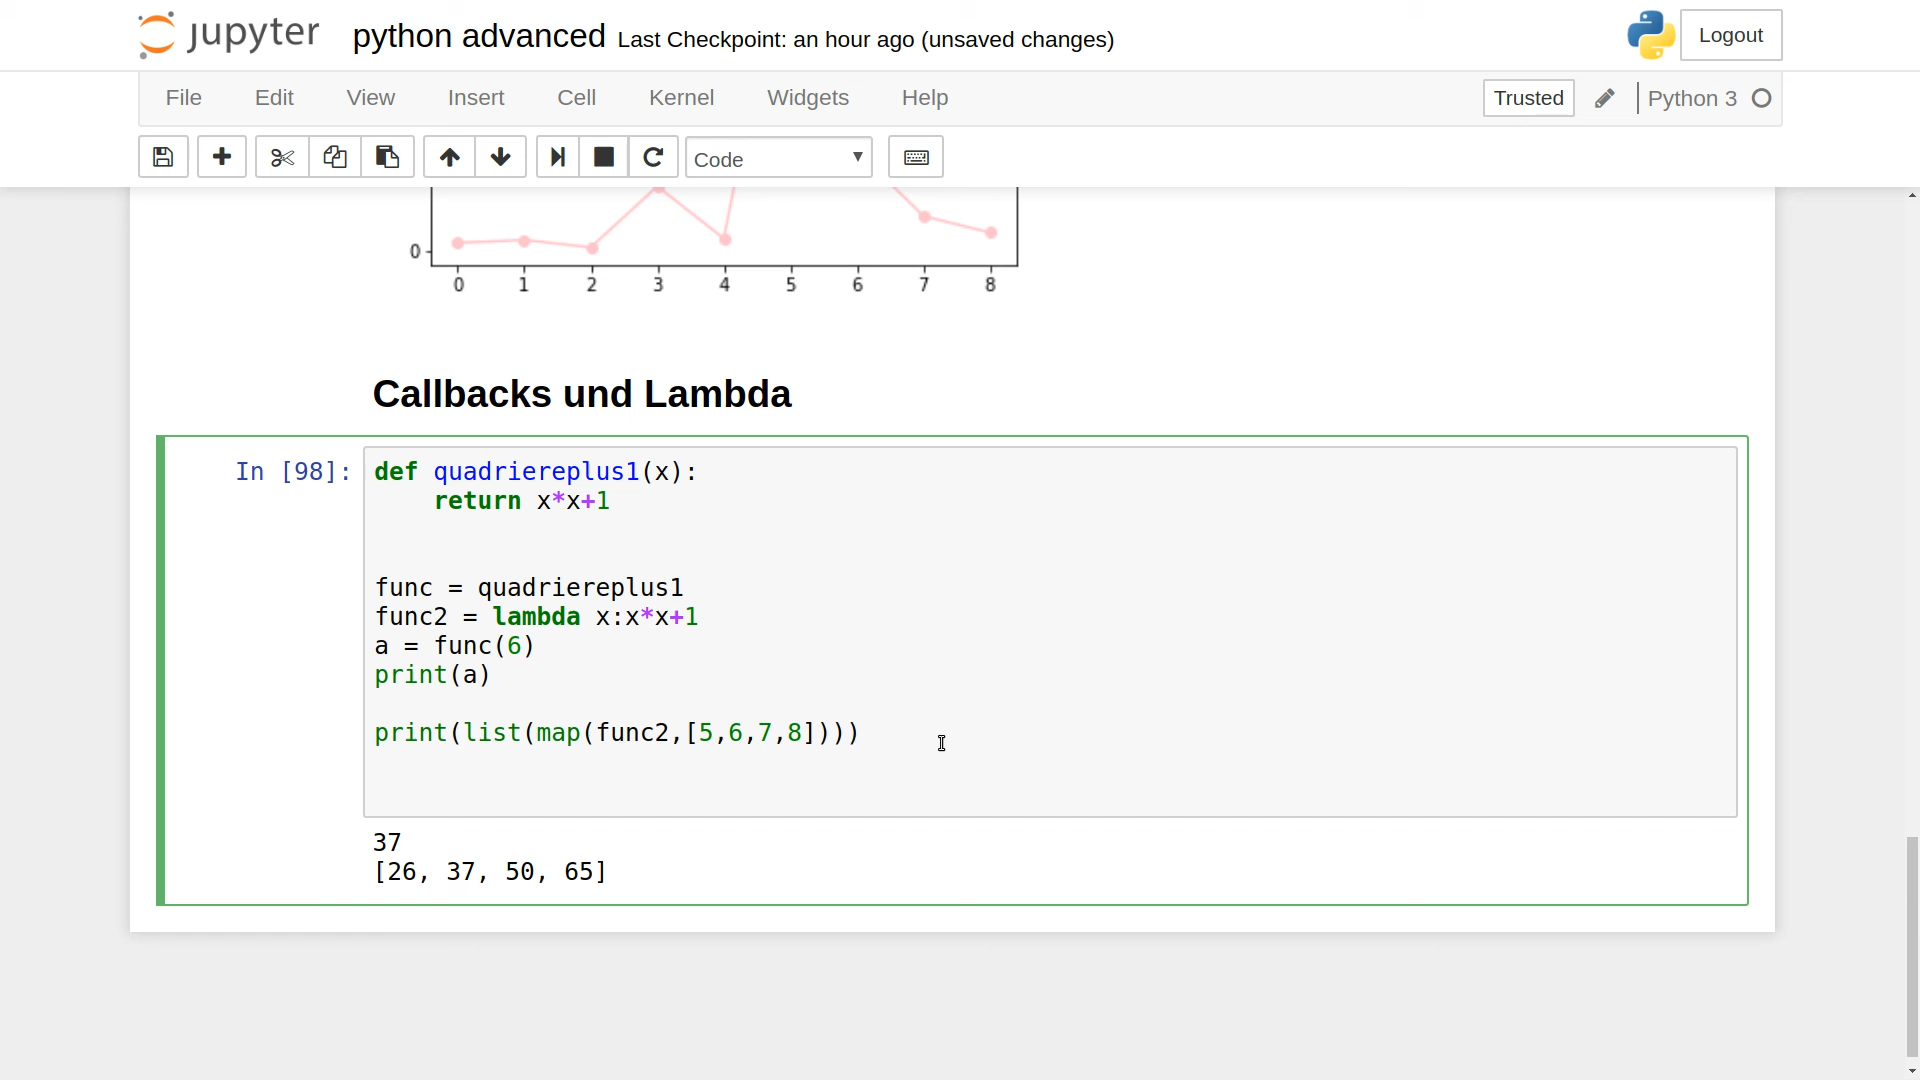 jupyter python advanced Last Checkpoint: an hour ago (unsaved changes) Logout
File Edit View Insert Cell Kernel Widgets Help Trusted Python 3
Code
0
0 1 2 3 4 5 6 7 8
Callbacks und Lambda
In [98]: def quadriereplus1(x):
    return x*x+1
func = quadriereplus1
func2 = lambda x:x*x+1
a = func(6)
print(a)
print(list(map(func2,[5,6,7,8])))
37
[26, 37, 50, 65]